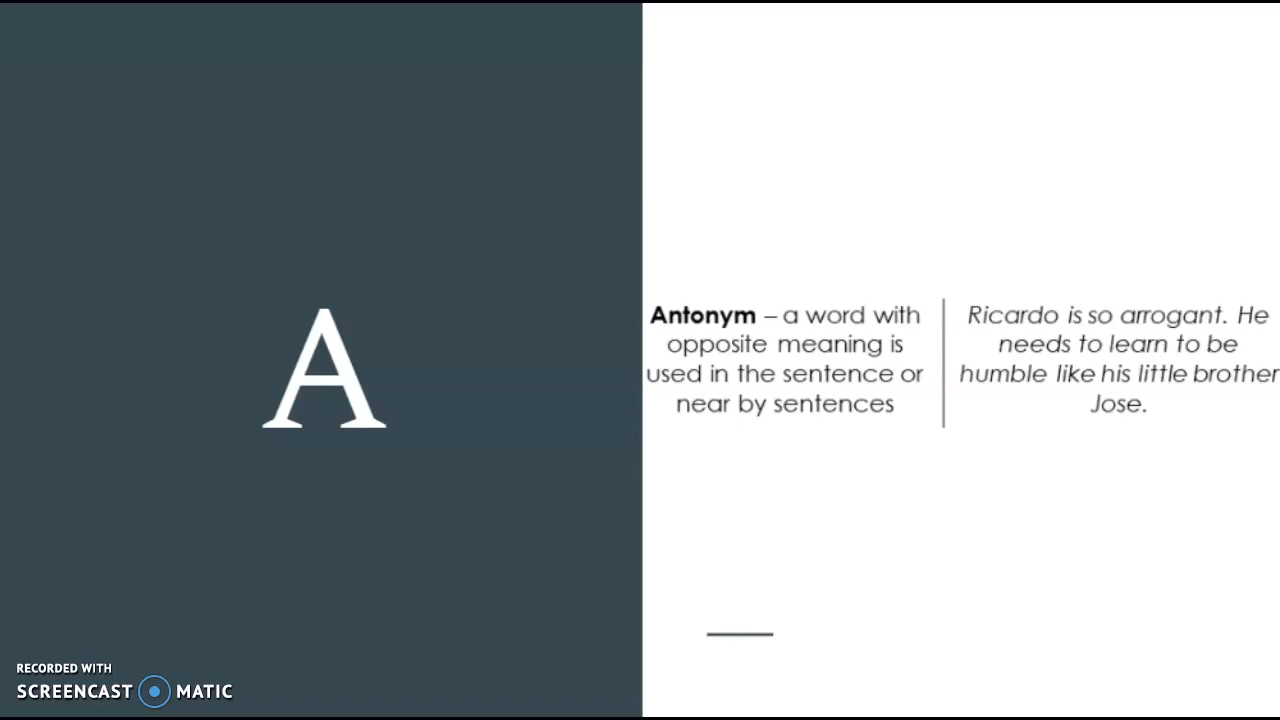 A
Antonym – a word with
opposite meaning is
used in the sentence or
near by sentences
Ricardo is so arrogant. He
needs to learn to be
humble like his little brother
Jose.
RECORDED WITH
SCREENCAST MATIC